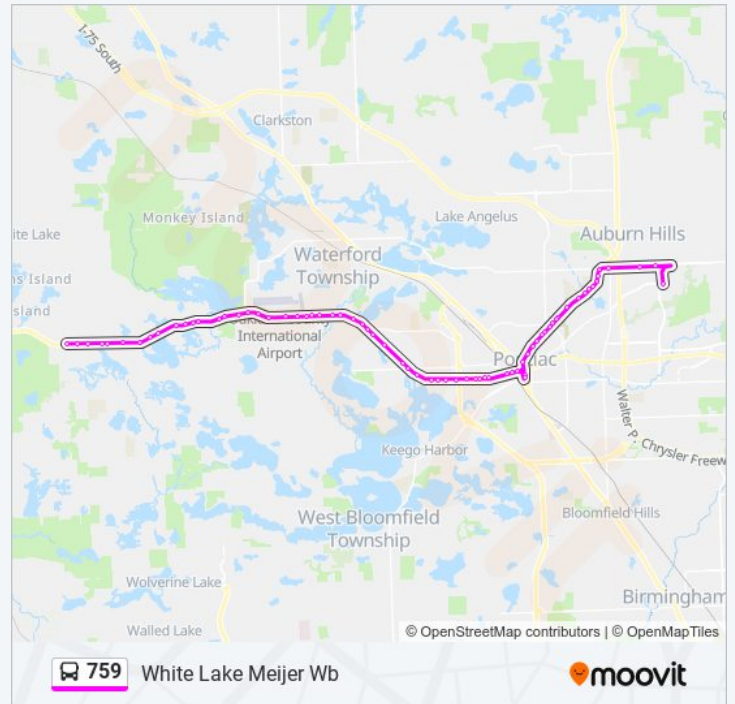 I-75 South
Clarkston
Monkey Island
Lake Angelus
Auburn Hills
ite Lake
Waterford
Township
ns Island
sland
International
Airport
Pontiac
Walter P. Chrysler Freew
Keego Harbor
West Bloomfield
Township
Bloomfield Hills
Wolverine Lake
Birmingham
Walled Lake
© OpenStreetMap contributors | © OpenMapTiles
759 White Lake Meijer Wb
moovit